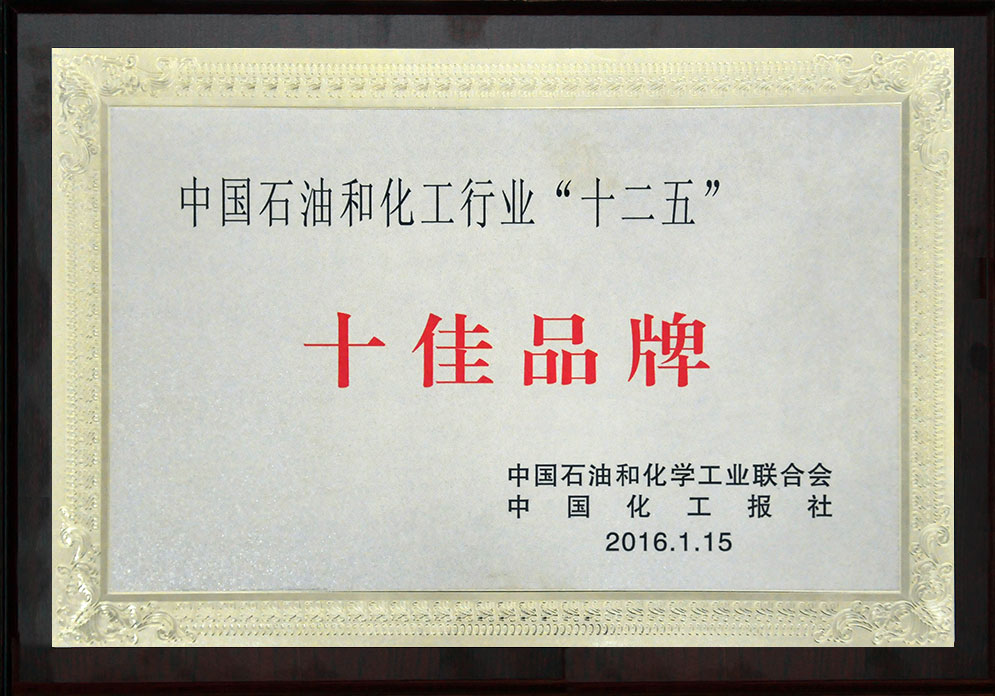 中国石油和化工行业“十二五”
十佳品牌
中国石油和化学工业联合会
中国化工报社
2016.1.15